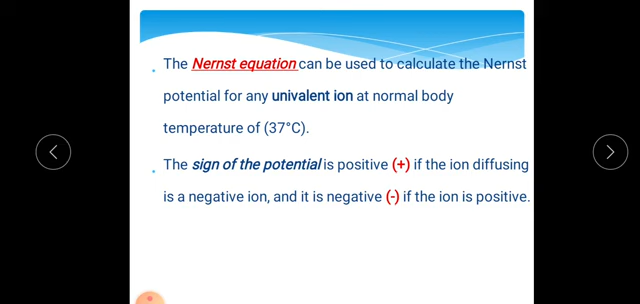 The Nernst equation can be used to calculate the Nernst
potential for any univalent ion at normal body
temperature of (37°C).
The sign of the potential is positive (+) if the ion diffusing
is a negative ion, and it is negative (-) if the ion is positive.